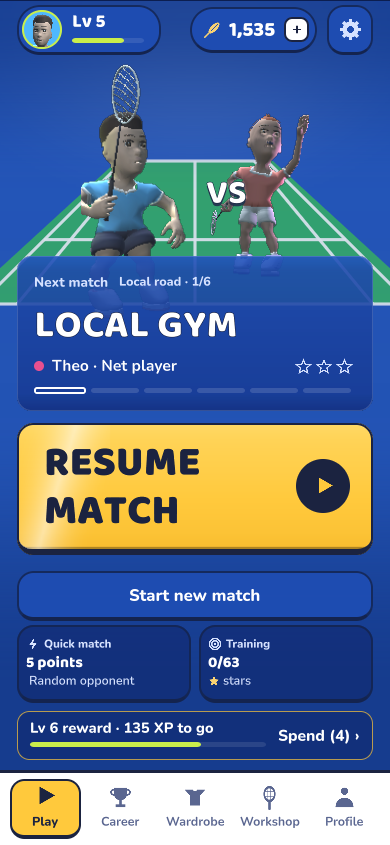 Lv 5
1,535
+
VS
Next match Local road · 1/6
LOCAL GYM
Theo · Net player
RESUME
MATCH
Start new match
Quick match
5 points
Random opponent
Training
0/63
stars
Lv 6 reward · 135 XP to go
Spend (4) ›
Play
Career
Wardrobe
Workshop
Profile